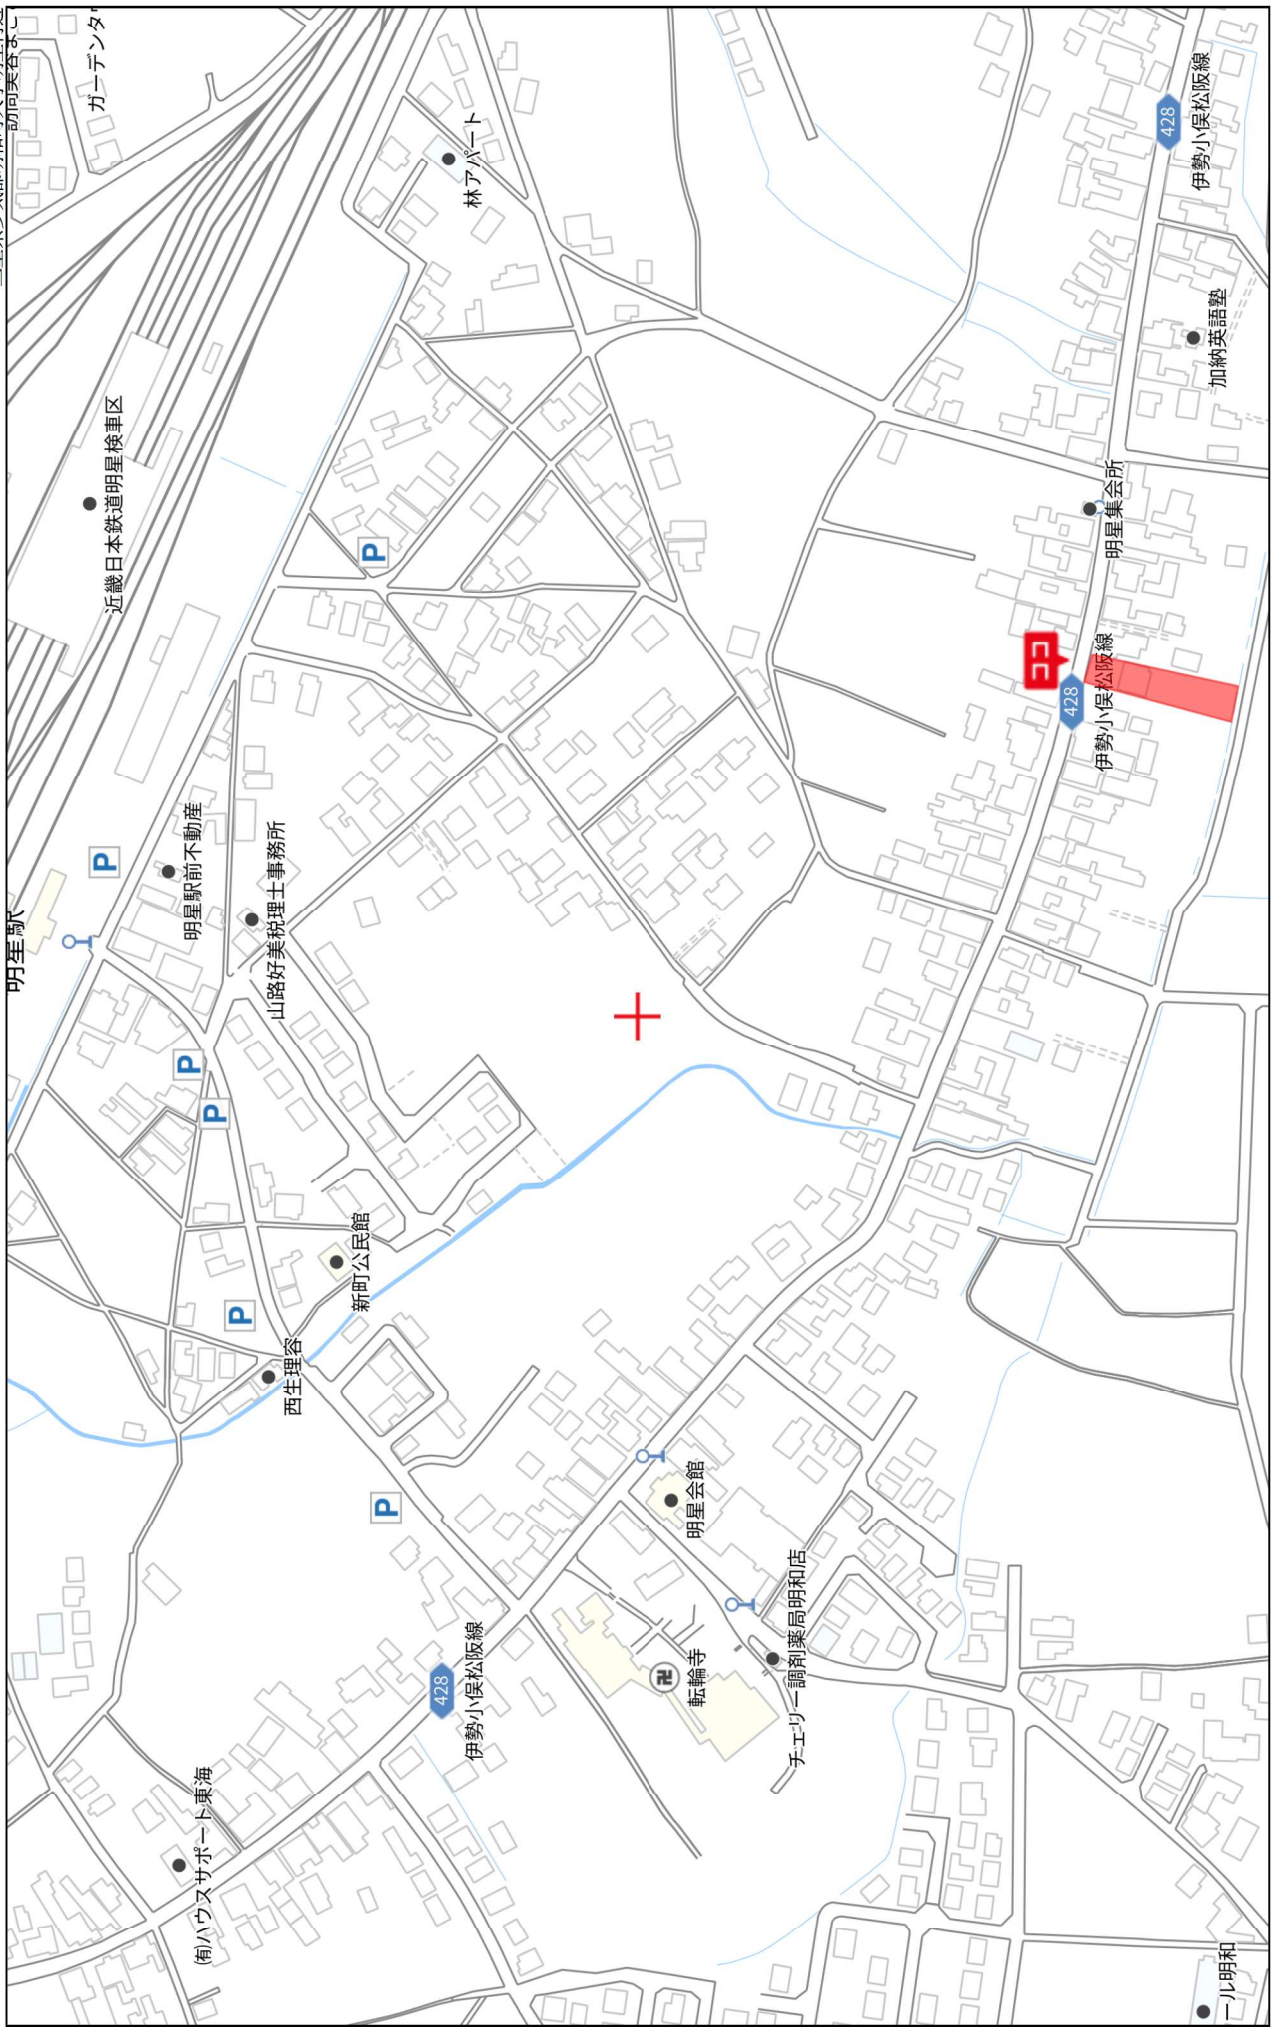 明星駅
P
明星駅前不動産
山路好美税理士事務所
近畿日本鉄道明星検車区
P
林アパート
ガーデンタ
訪問美容まこ
P
P
P
新町公民館
西生理容
P
明星会館
チェリー調剤薬局明和店
転輪寺
428
伊勢小俣松阪線
㈲ハウスサポート東海
ール明和
ココ
428
伊勢小俣松阪線
明星集会所
加納英語塾
428
伊勢小俣松阪線